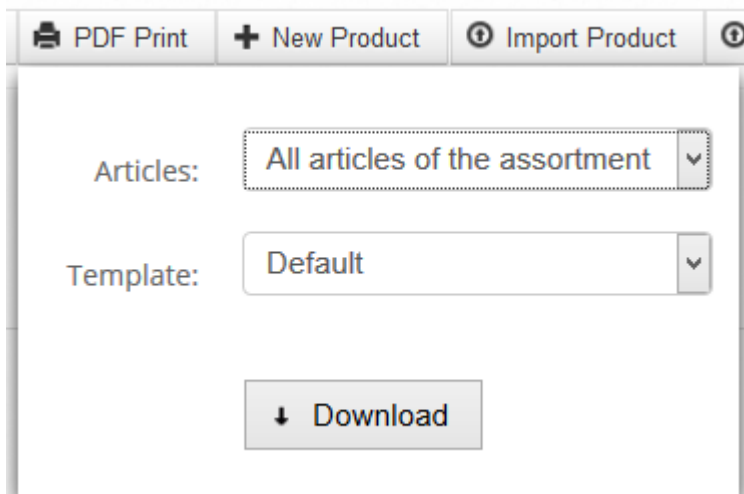 PDF Print New Product Import Product
Articles: All articles of the assortment
Template: Default
Download